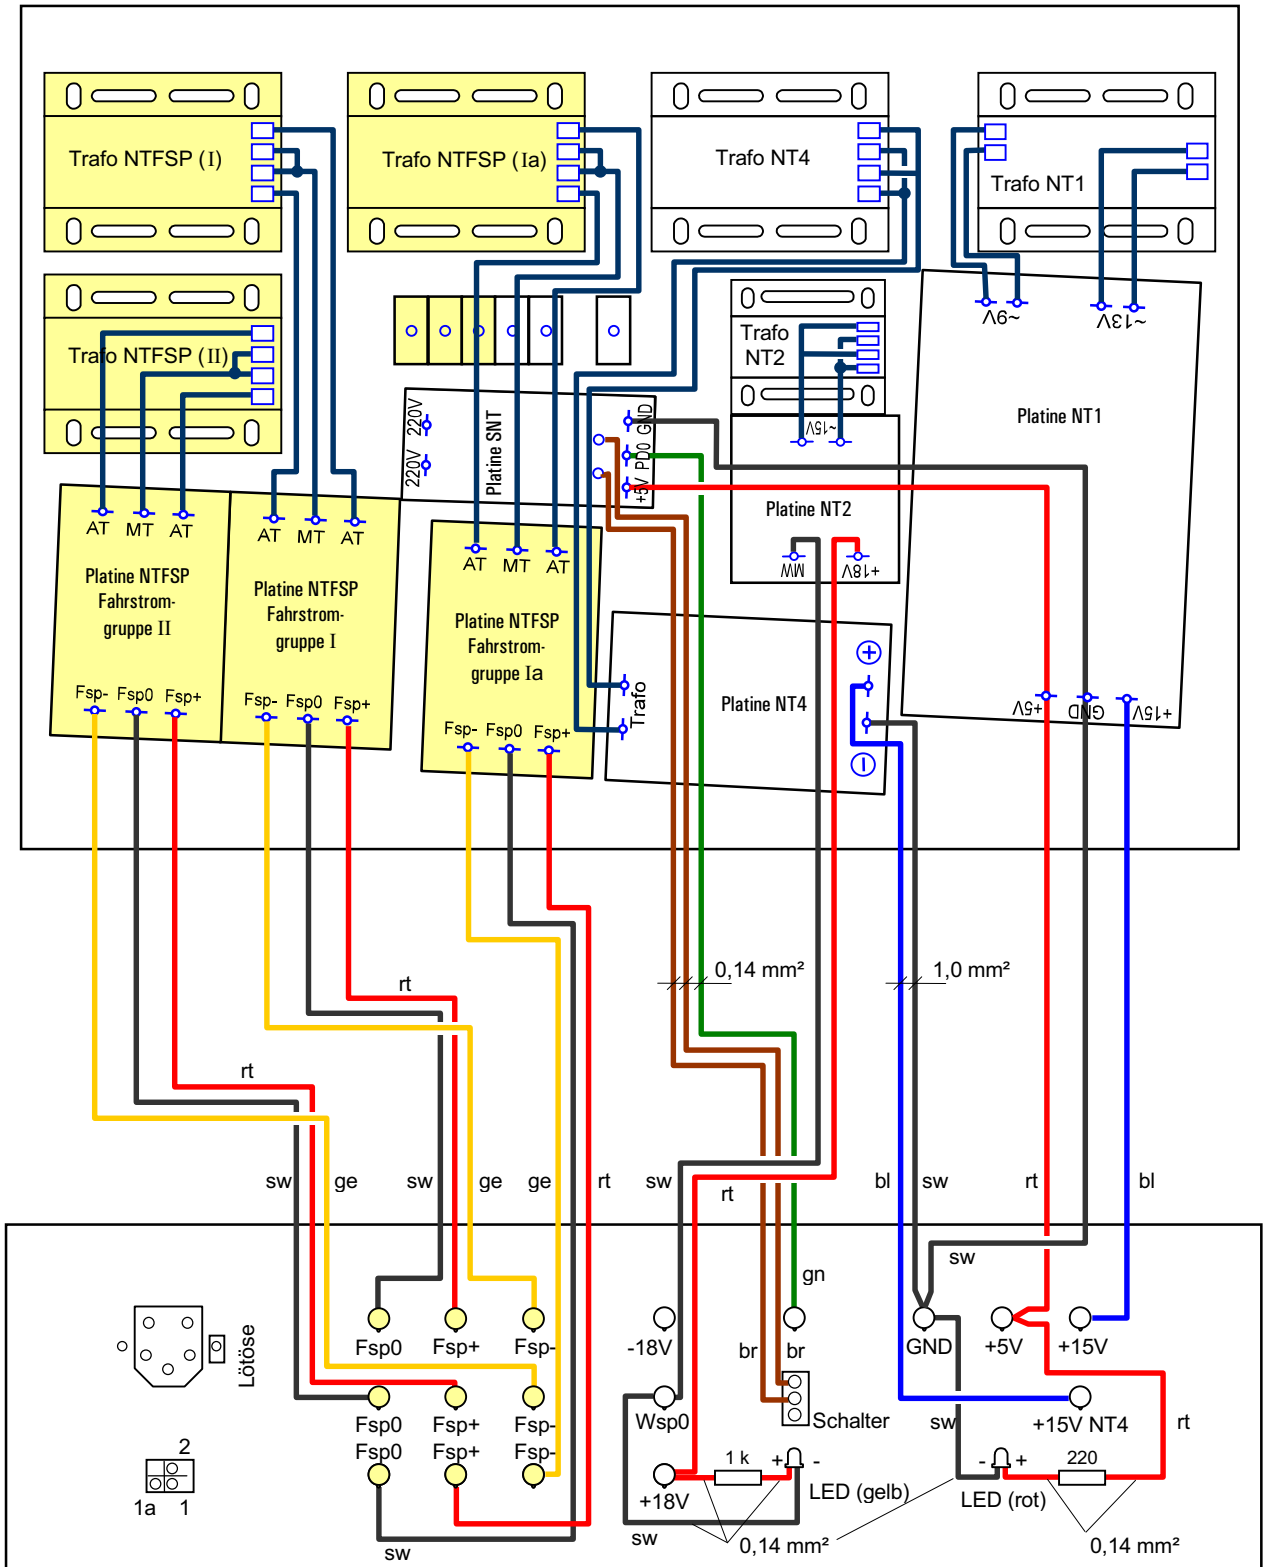 Trafo NTFSP (I)
Trafo NTFSP (Ia)
Trafo NT4
Trafo NT1
Trafo NTFSP (II)
Trafo
NT2
~9V
~13V
~15V
220V
220V
Platine SNT
+5V PD0 GND
Platine NT1
Platine NT2
MW
+18V
AT MT AT
Platine NTFSP
Fahrstrom-
gruppe II
Fsp- Fsp0 Fsp+
AT MT AT
Platine NTFSP
Fahrstrom-
gruppe I
Fsp- Fsp0 Fsp+
AT MT AT
Platine NTFSP
Fahrstrom-
gruppe Ia
Fsp- Fsp0 Fsp+
Trafo
Platine NT4
+
-
+5V
GND
+15V
0,14 mm²
1,0 mm²
rt
rt
sw
ge
sw
ge
ge
rt
sw
rt
bl
sw
rt
bl
sw
gn
Lötöse
Fsp0
Fsp+
Fsp-
-18V
br
br
GND
+5V
+15V
Fsp0
Fsp+
Fsp-
Wsp0
Schalter
sw
+15V NT4
rt
Fsp0
Fsp+
Fsp-
2
1a
1
+18V
1 k
+
-
LED (gelb)
-
+
220
LED (rot)
sw
sw
0,14 mm²
0,14 mm²